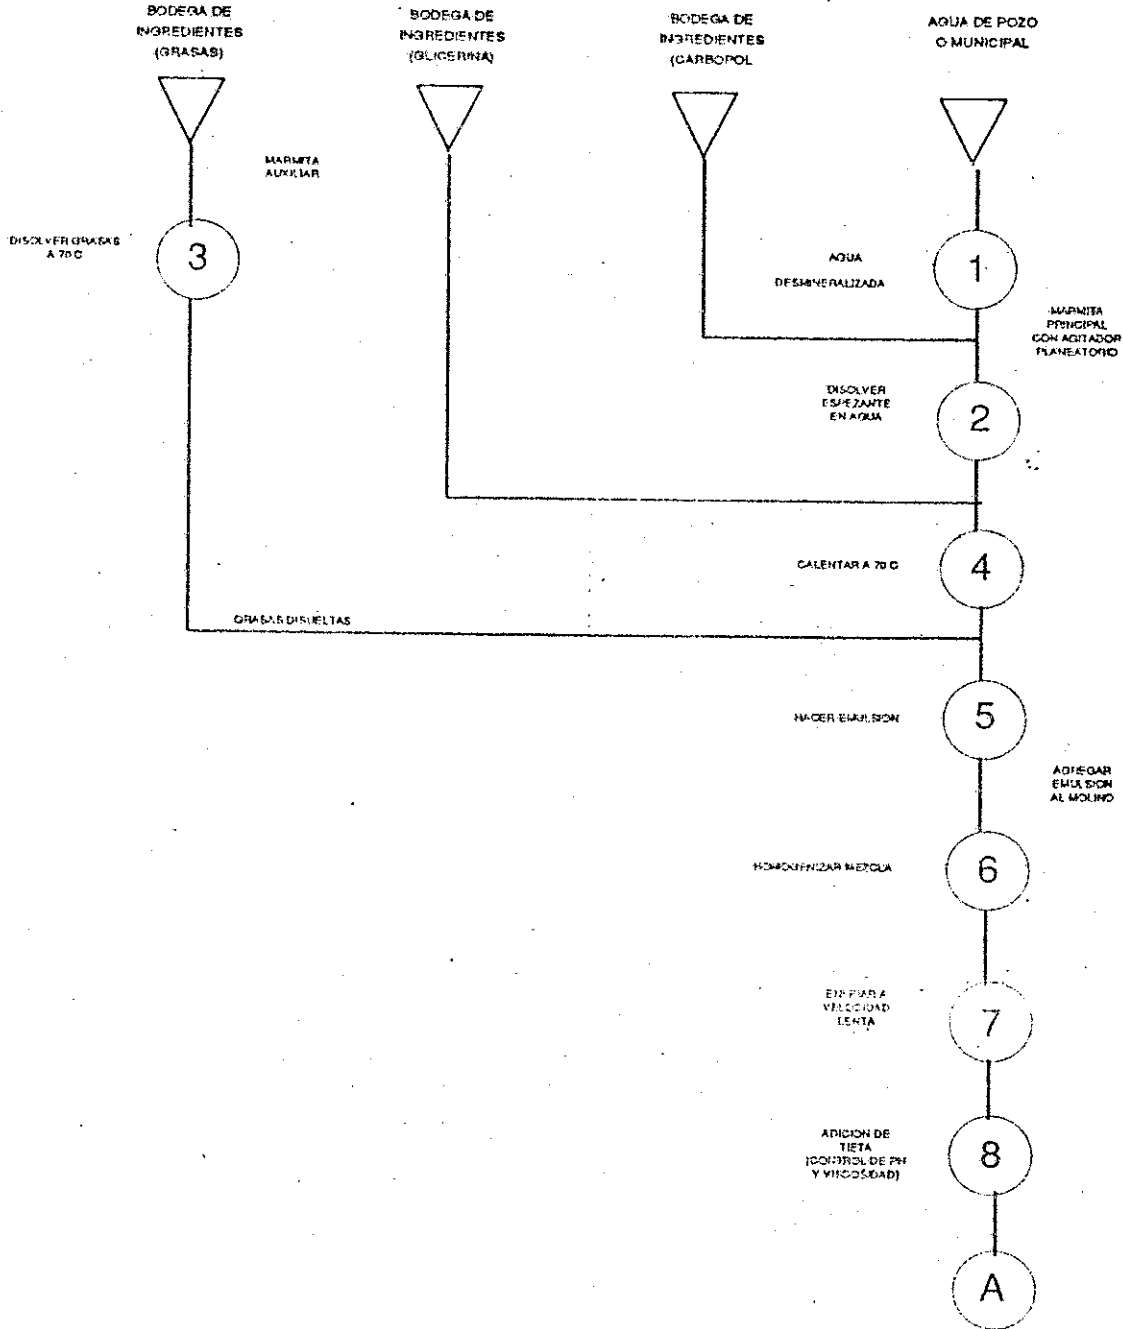 BODEGA DE
INGREDIENTES
(GRASAS)
BODEGA DE
INGREDIENTES
(GLICERINA)
BODEGA DE
INGREDIENTES
(CARBOPOL
AGUA DE POZO
O MUNICIPAL
MARMITA
AUXILIAR
DISOLVER GRASAS
A 70 C
3
AGUA
DESMINERALIZADA
1
MARMITA
PRINCIPAL
CON AGITADOR
PLANEATORIO
DISOLVER
ESPEZANTE
EN AGUA
2
CALENTAR A 70 C
4
GRASAS DISUELTAS
HACER EMULSION
5
AGREGAR
EMULSION
AL MOLINO
HOMOGENIZAR MEZCLA
6
ENFRIAR A
VELOCIDAD
LENTA
7
ADICION DE
TIETA
(CONTROL DE PH
Y VISCOSIDAD)
8
A